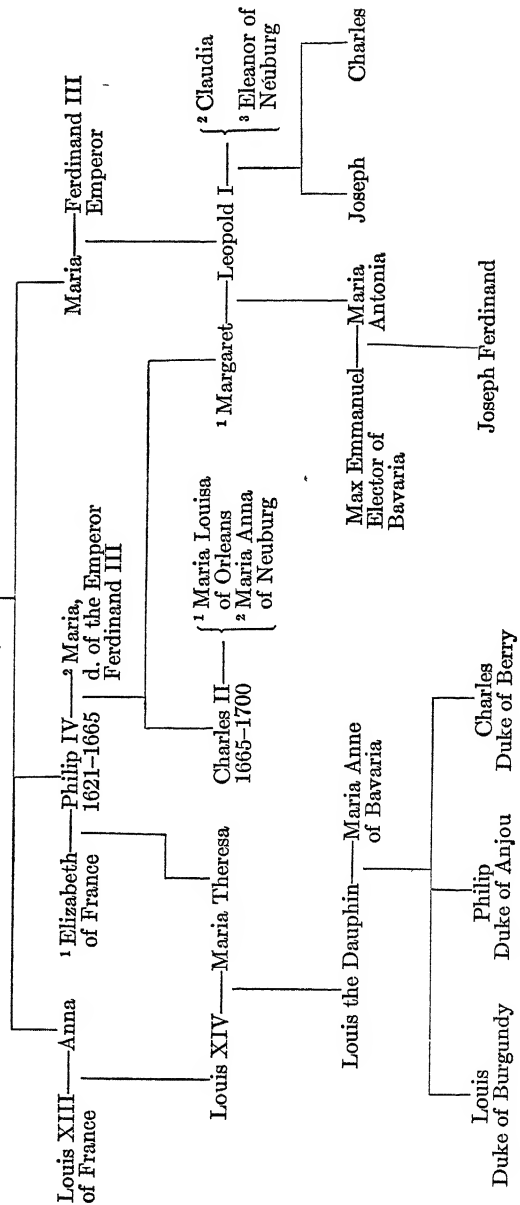 Louis XIII — Anna
of France
¹ Elizabeth — Philip IV — ² Maria,
of France
1621–1665
d. of the Emperor
Ferdinand III
Maria — Ferdinand III
Emperor
Louis XIV — Maria Theresa
Charles II —
1665–1700
¹ Maria Louisa
of Orleans
² Maria Anna
of Neuburg
¹ Margaret — Leopold I —
² Claudia
³ Eleanor of
Neuburg
Louis the Dauphin — Maria Anne
of Bavaria
Max Emmanuel — Maria
Elector of
Bavaria
Antonia
Joseph
Charles
Louis
Duke of Burgundy
Philip
Duke of Anjou
Charles
Duke of Berry
Joseph Ferdinand